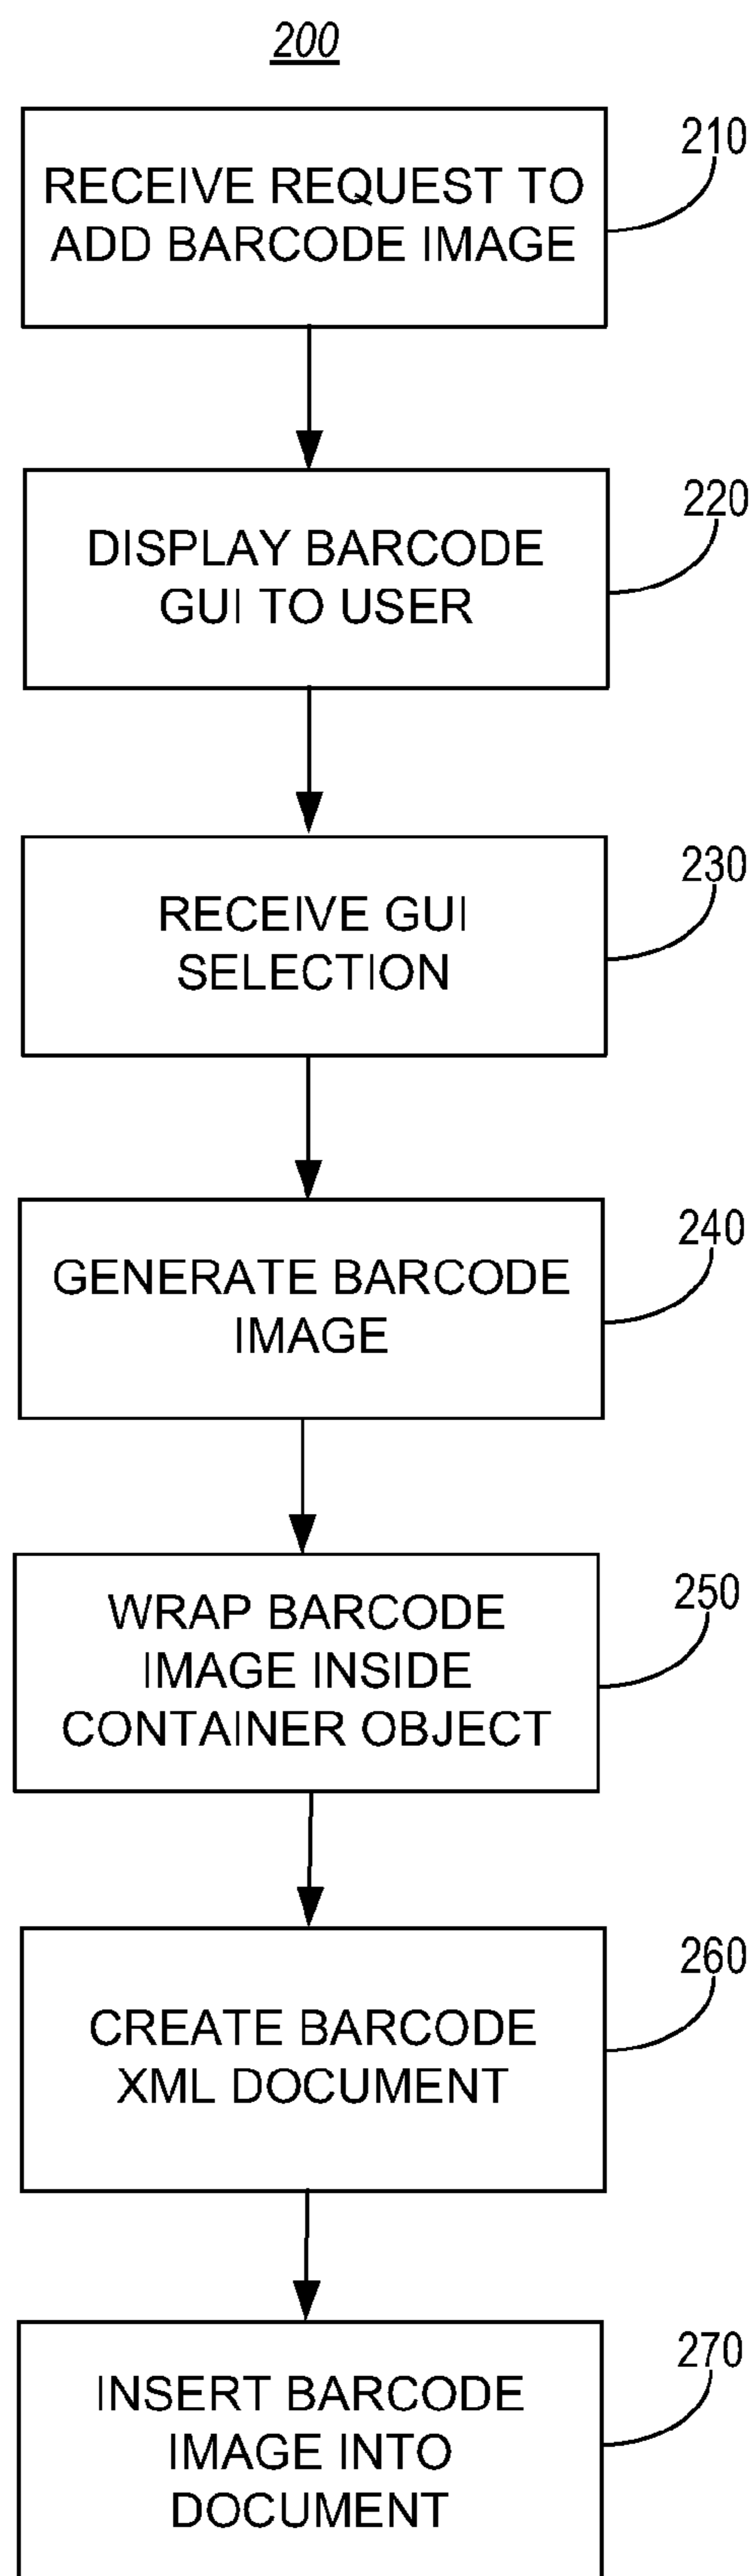 200
210
RECEIVE REQUEST TO
ADD BARCODE IMAGE
220
DISPLAY BARCODE
GUI TO USER
230
RECEIVE GUI
SELECTION
240
GENERATE BARCODE
IMAGE
250
WRAP BARCODE
IMAGE INSIDE
CONTAINER OBJECT
260
CREATE BARCODE
XML DOCUMENT
270
INSERT BARCODE
IMAGE INTO
DOCUMENT